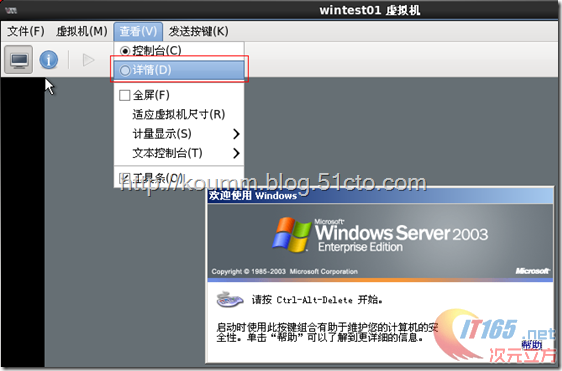 wintest01 虚拟机
文件(F) 虚拟机(M) 查看(V) 发送按键(K)
控制台(C)
详情(D)
全屏(F)
适应虚拟机尺寸(R)
计量显示(S)
文本控制台(T)
工具条(O)
http://koumm.blog.51cto.com
欢迎使用 Windows
Microsoft
Windows Server 2003
Enterprise Edition
Copyright © 1985-2003 Microsoft Corporation
Microsoft
请按 Ctrl-Alt-Delete 开始。
启动时使用此按键组合有助于维护您的计算机的安
全性。单击“帮助”可以了解到更详细的信息。
帮助
IT165.net
次元立方